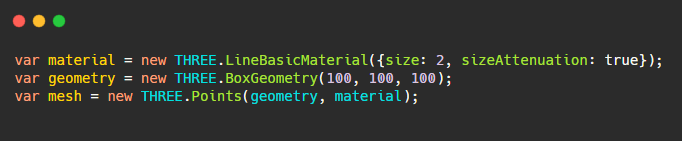 var material = new THREE.LineBasicMaterial({size: 2, sizeAttenuation: true});
var geometry = new THREE.BoxGeometry(100, 100, 100);
var mesh = new THREE.Points(geometry, material);